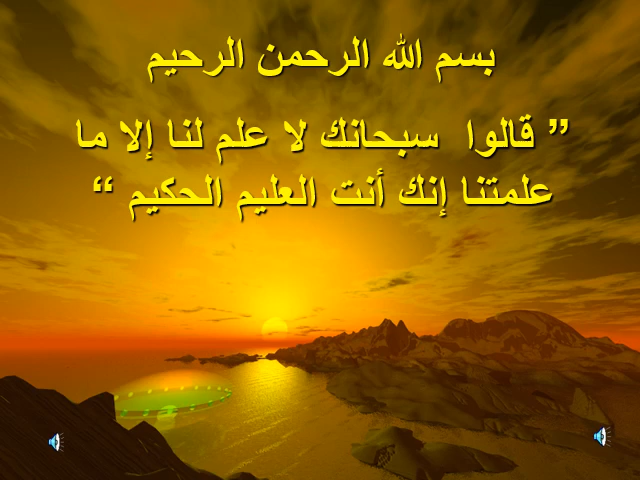 بسم الله الرحمن الرحيم
” قالوا سبحانك لا علم لنا إلا ما
علمتنا إنك أنت العليم الحكيم “